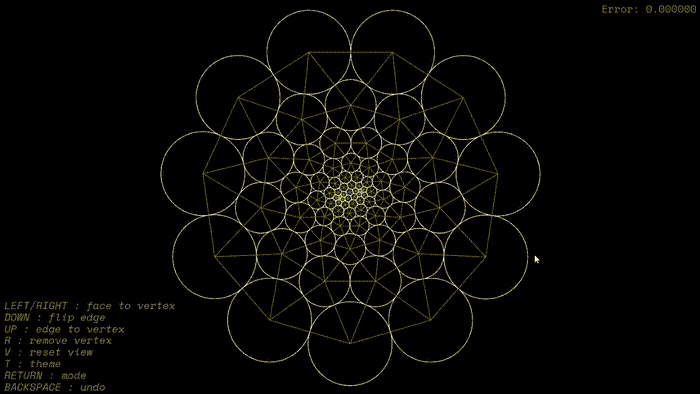 Error: 0.000000
LEFT/RIGHT : face to vertex
DOWN : flip edge
UP : edge to vertex
R : remove vertex
V : reset view
T : theme
RETURN : mode
BACKSPACE : undo